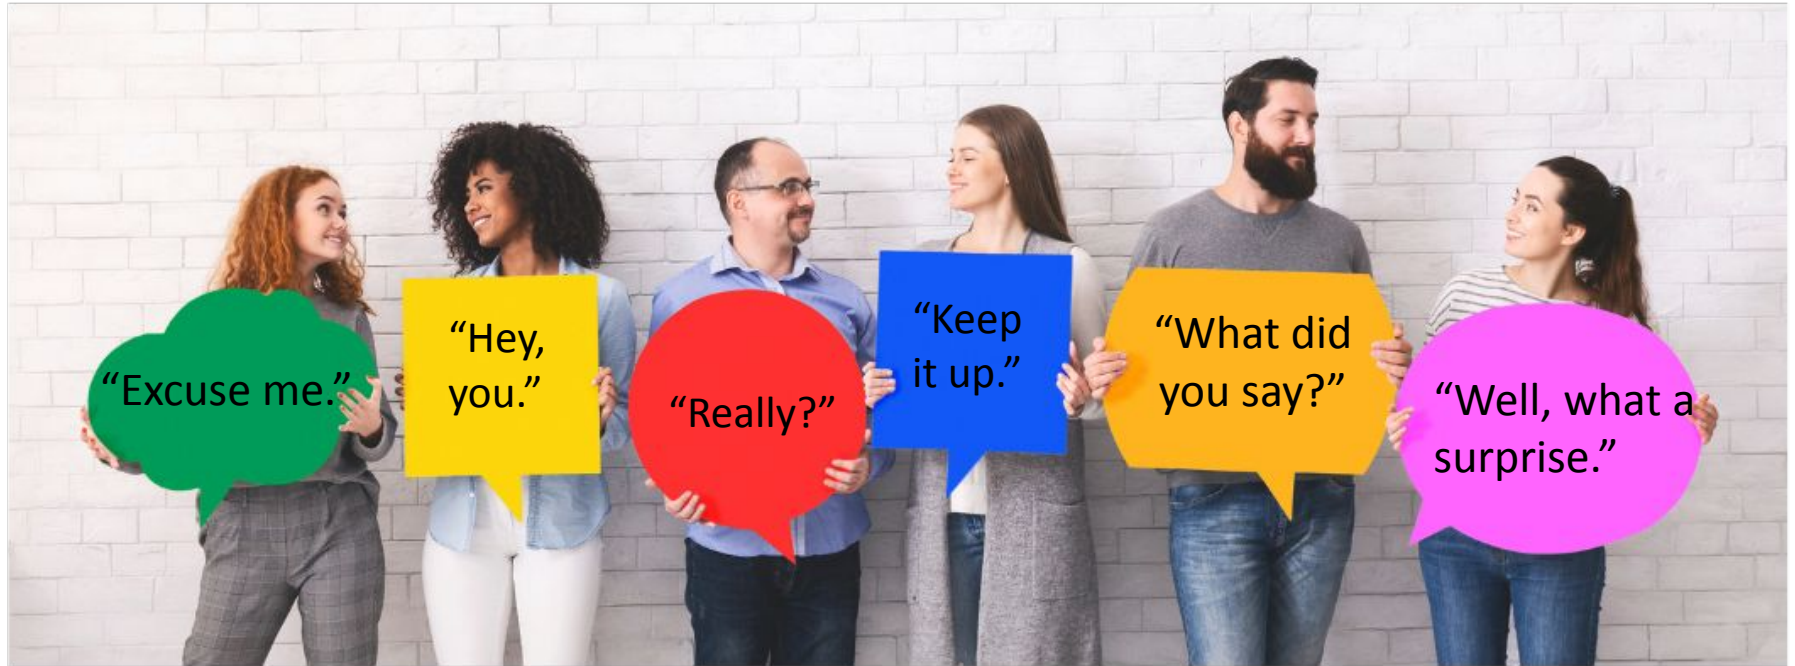 “Excuse me.”
“Hey,
you.”
“Really?”
“Keep
it up.”
“What did
you say?”
“Well, what a
surprise.”